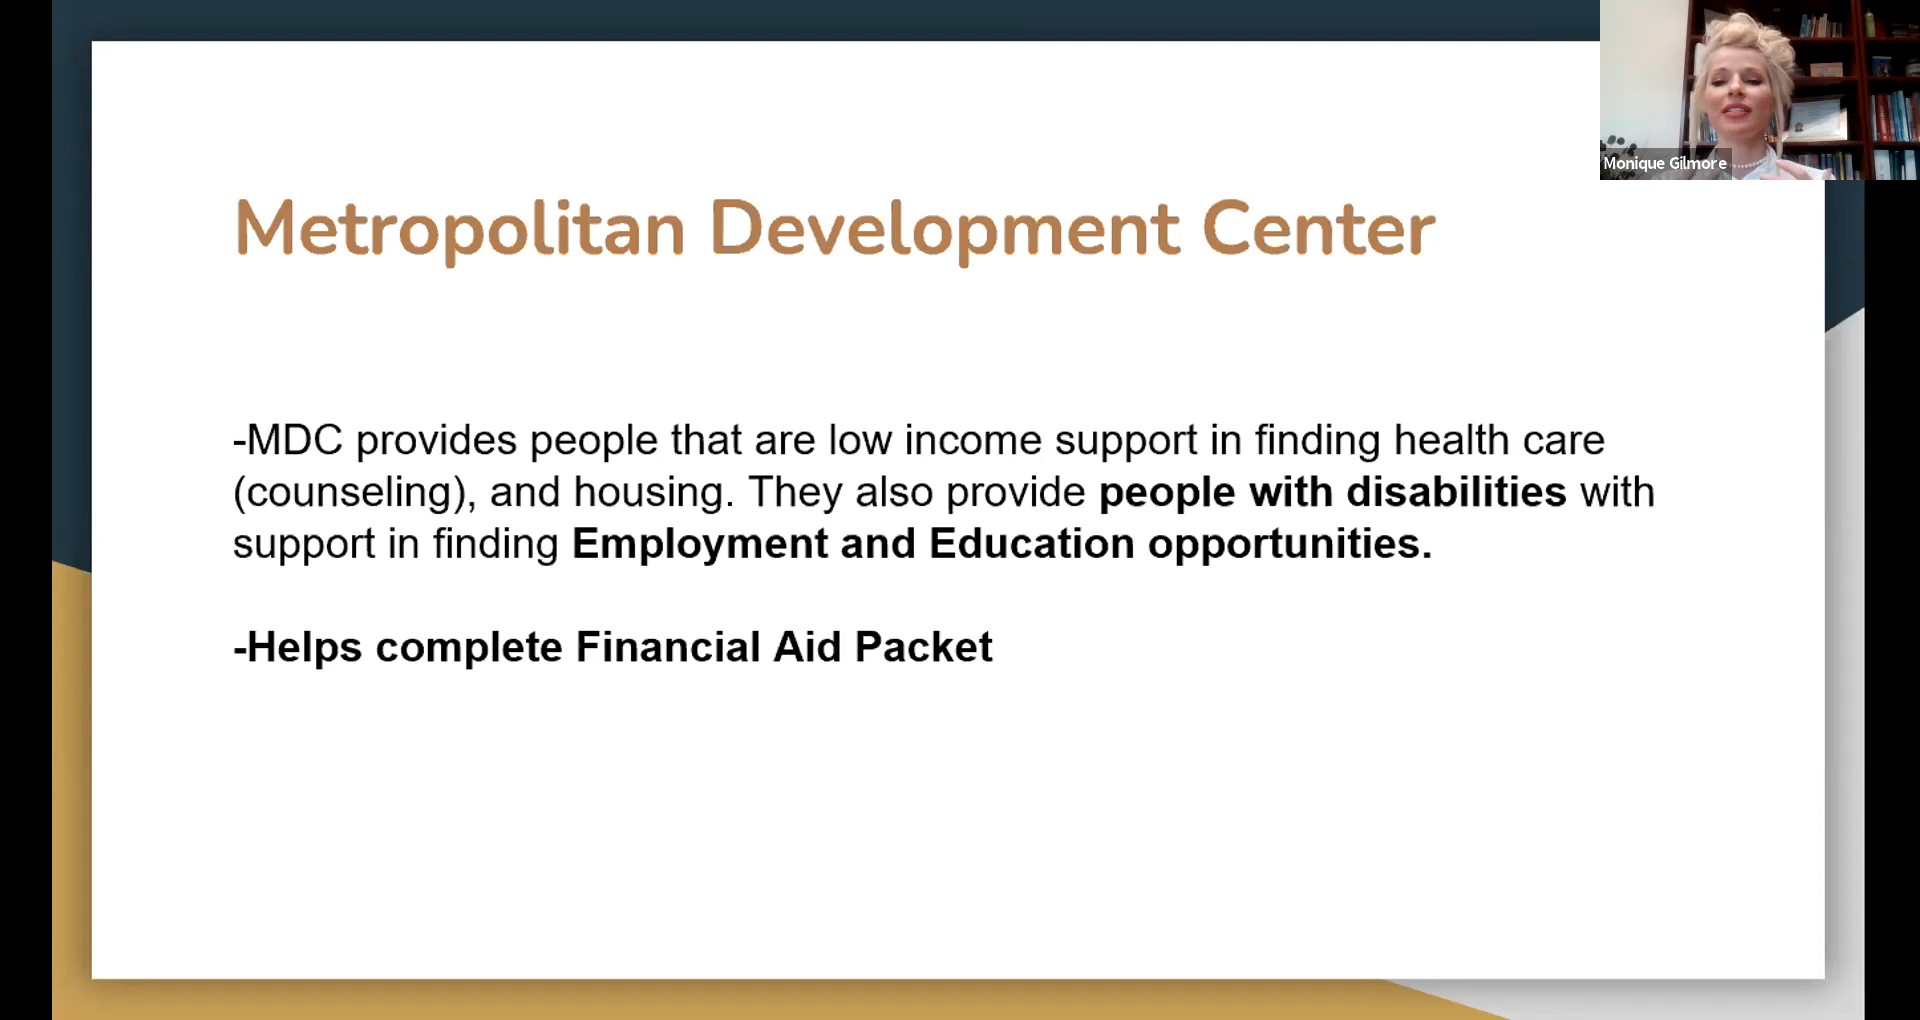 Monique Gilmore
Metropolitan Development Center
-MDC provides people that are low income support in finding health care
(counseling), and housing. They also provide people with disabilities with
support in finding Employment and Education opportunities.
-Helps complete Financial Aid Packet